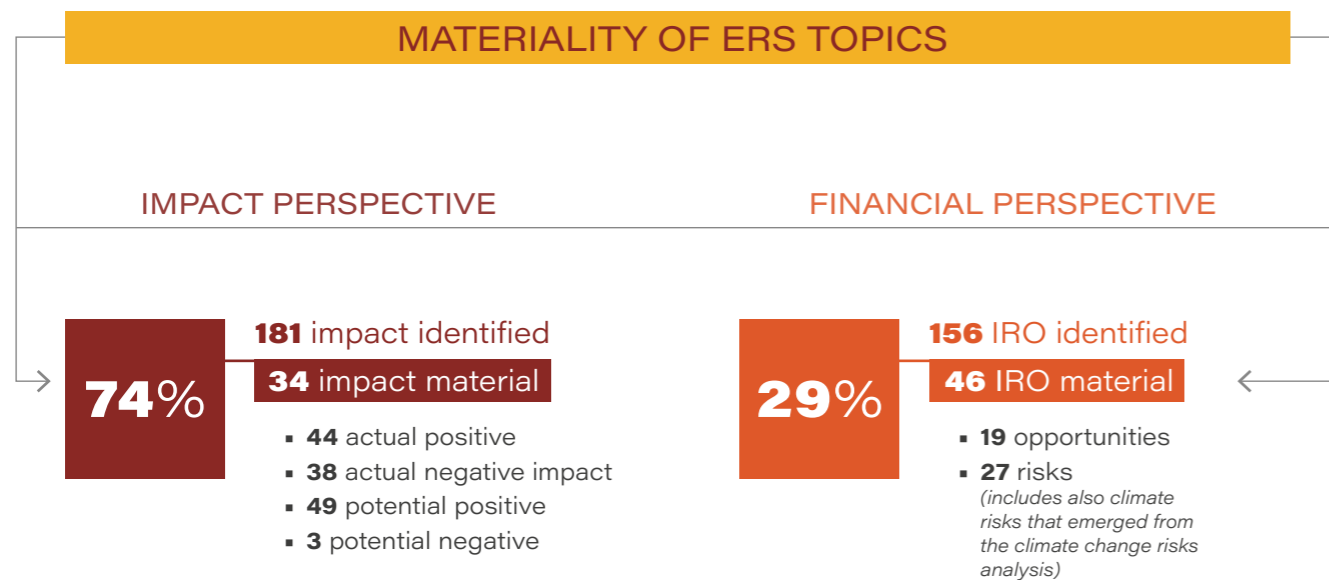 MATERIALITY OF ERS TOPICS
IMPACT PERSPECTIVE
74%
181 impact identified
34 impact material
▪ 44 actual positive
▪ 38 actual negative impact
▪ 49 potential positive
▪ 3 potential negative
FINANCIAL PERSPECTIVE
29%
156 IRO identified
46 IRO material
▪ 19 opportunities
▪ 27 risks
(includes also climate
risks that emerged from
the climate change risks
analysis)